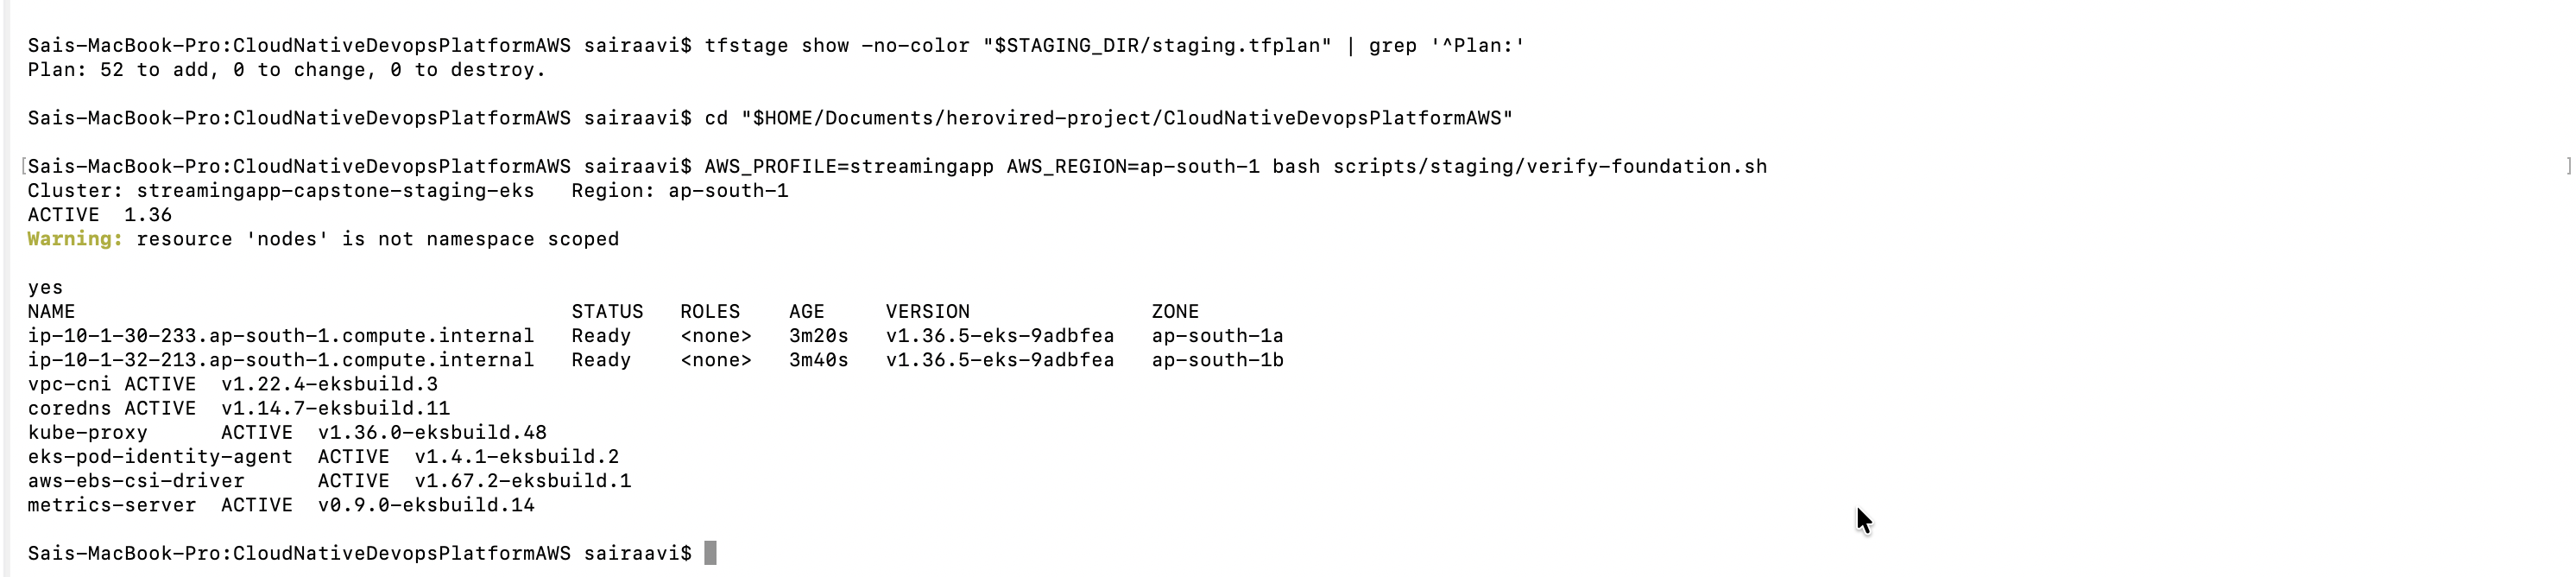 Sais-MacBook-Pro:CloudNativeDevopsPlatformAWS sairaavi$ tfstage show -no-color "$STAGING_DIR/staging.tfplan" | grep '^Plan:'
Plan: 52 to add, 0 to change, 0 to destroy.
Sais-MacBook-Pro:CloudNativeDevopsPlatformAWS sairaavi$ cd "$HOME/Documents/herovired-project/CloudNativeDevopsPlatformAWS"
[Sais-MacBook-Pro:CloudNativeDevopsPlatformAWS sairaavi$ AWS_PROFILE=streamingapp AWS_REGION=ap-south-1 bash scripts/staging/verify-foundation.sh ]
Cluster: streamingapp-capstone-staging-eks   Region: ap-south-1
ACTIVE  1.36
Warning: resource 'nodes' is not namespace scoped
yes
NAME                                         STATUS   ROLES    AGE     VERSION               ZONE
ip-10-1-30-233.ap-south-1.compute.internal   Ready    <none>   3m20s   v1.36.5-eks-9adbfea   ap-south-1a
ip-10-1-32-213.ap-south-1.compute.internal   Ready    <none>   3m40s   v1.36.5-eks-9adbfea   ap-south-1b
vpc-cni ACTIVE  v1.22.4-eksbuild.3
coredns ACTIVE  v1.14.7-eksbuild.11
kube-proxy      ACTIVE  v1.36.0-eksbuild.48
eks-pod-identity-agent  ACTIVE  v1.4.1-eksbuild.2
aws-ebs-csi-driver      ACTIVE  v1.67.2-eksbuild.1
metrics-server  ACTIVE  v0.9.0-eksbuild.14
Sais-MacBook-Pro:CloudNativeDevopsPlatformAWS sairaavi$